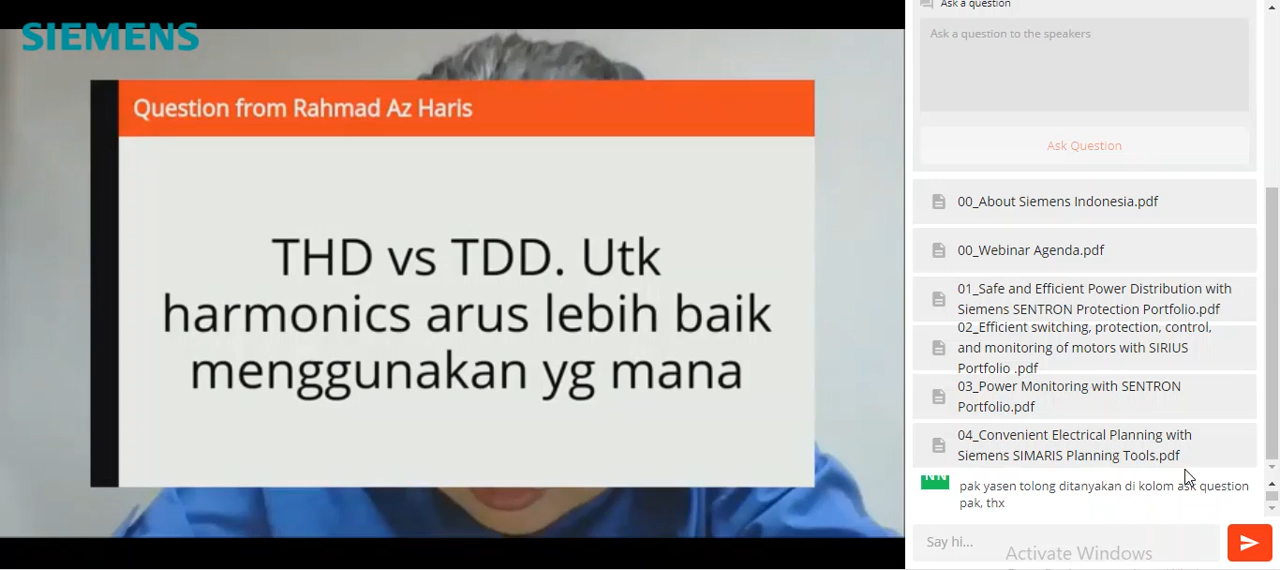 SIEMENS
Question from Rahmad Az Haris
THD vs TDD. Utk
harmonics arus lebih baik
menggunakan yg mana
Ask a question
Ask a question to the speakers
Ask Question
00_About Siemens Indonesia.pdf
00_Webinar Agenda.pdf
01_Safe and Efficient Power Distribution with
Siemens SENTRON Protection Portfolio.pdf
02_Efficient switching, protection, control,
and monitoring of motors with SIRIUS
Portfolio .pdf
03_Power Monitoring with SENTRON
Portfolio.pdf
04_Convenient Electrical Planning with
Siemens SIMARIS Planning Tools.pdf
NN
pak yasen tolong ditanyakan di kolom ask question
pak, thx
Say hi...
Activate Windows